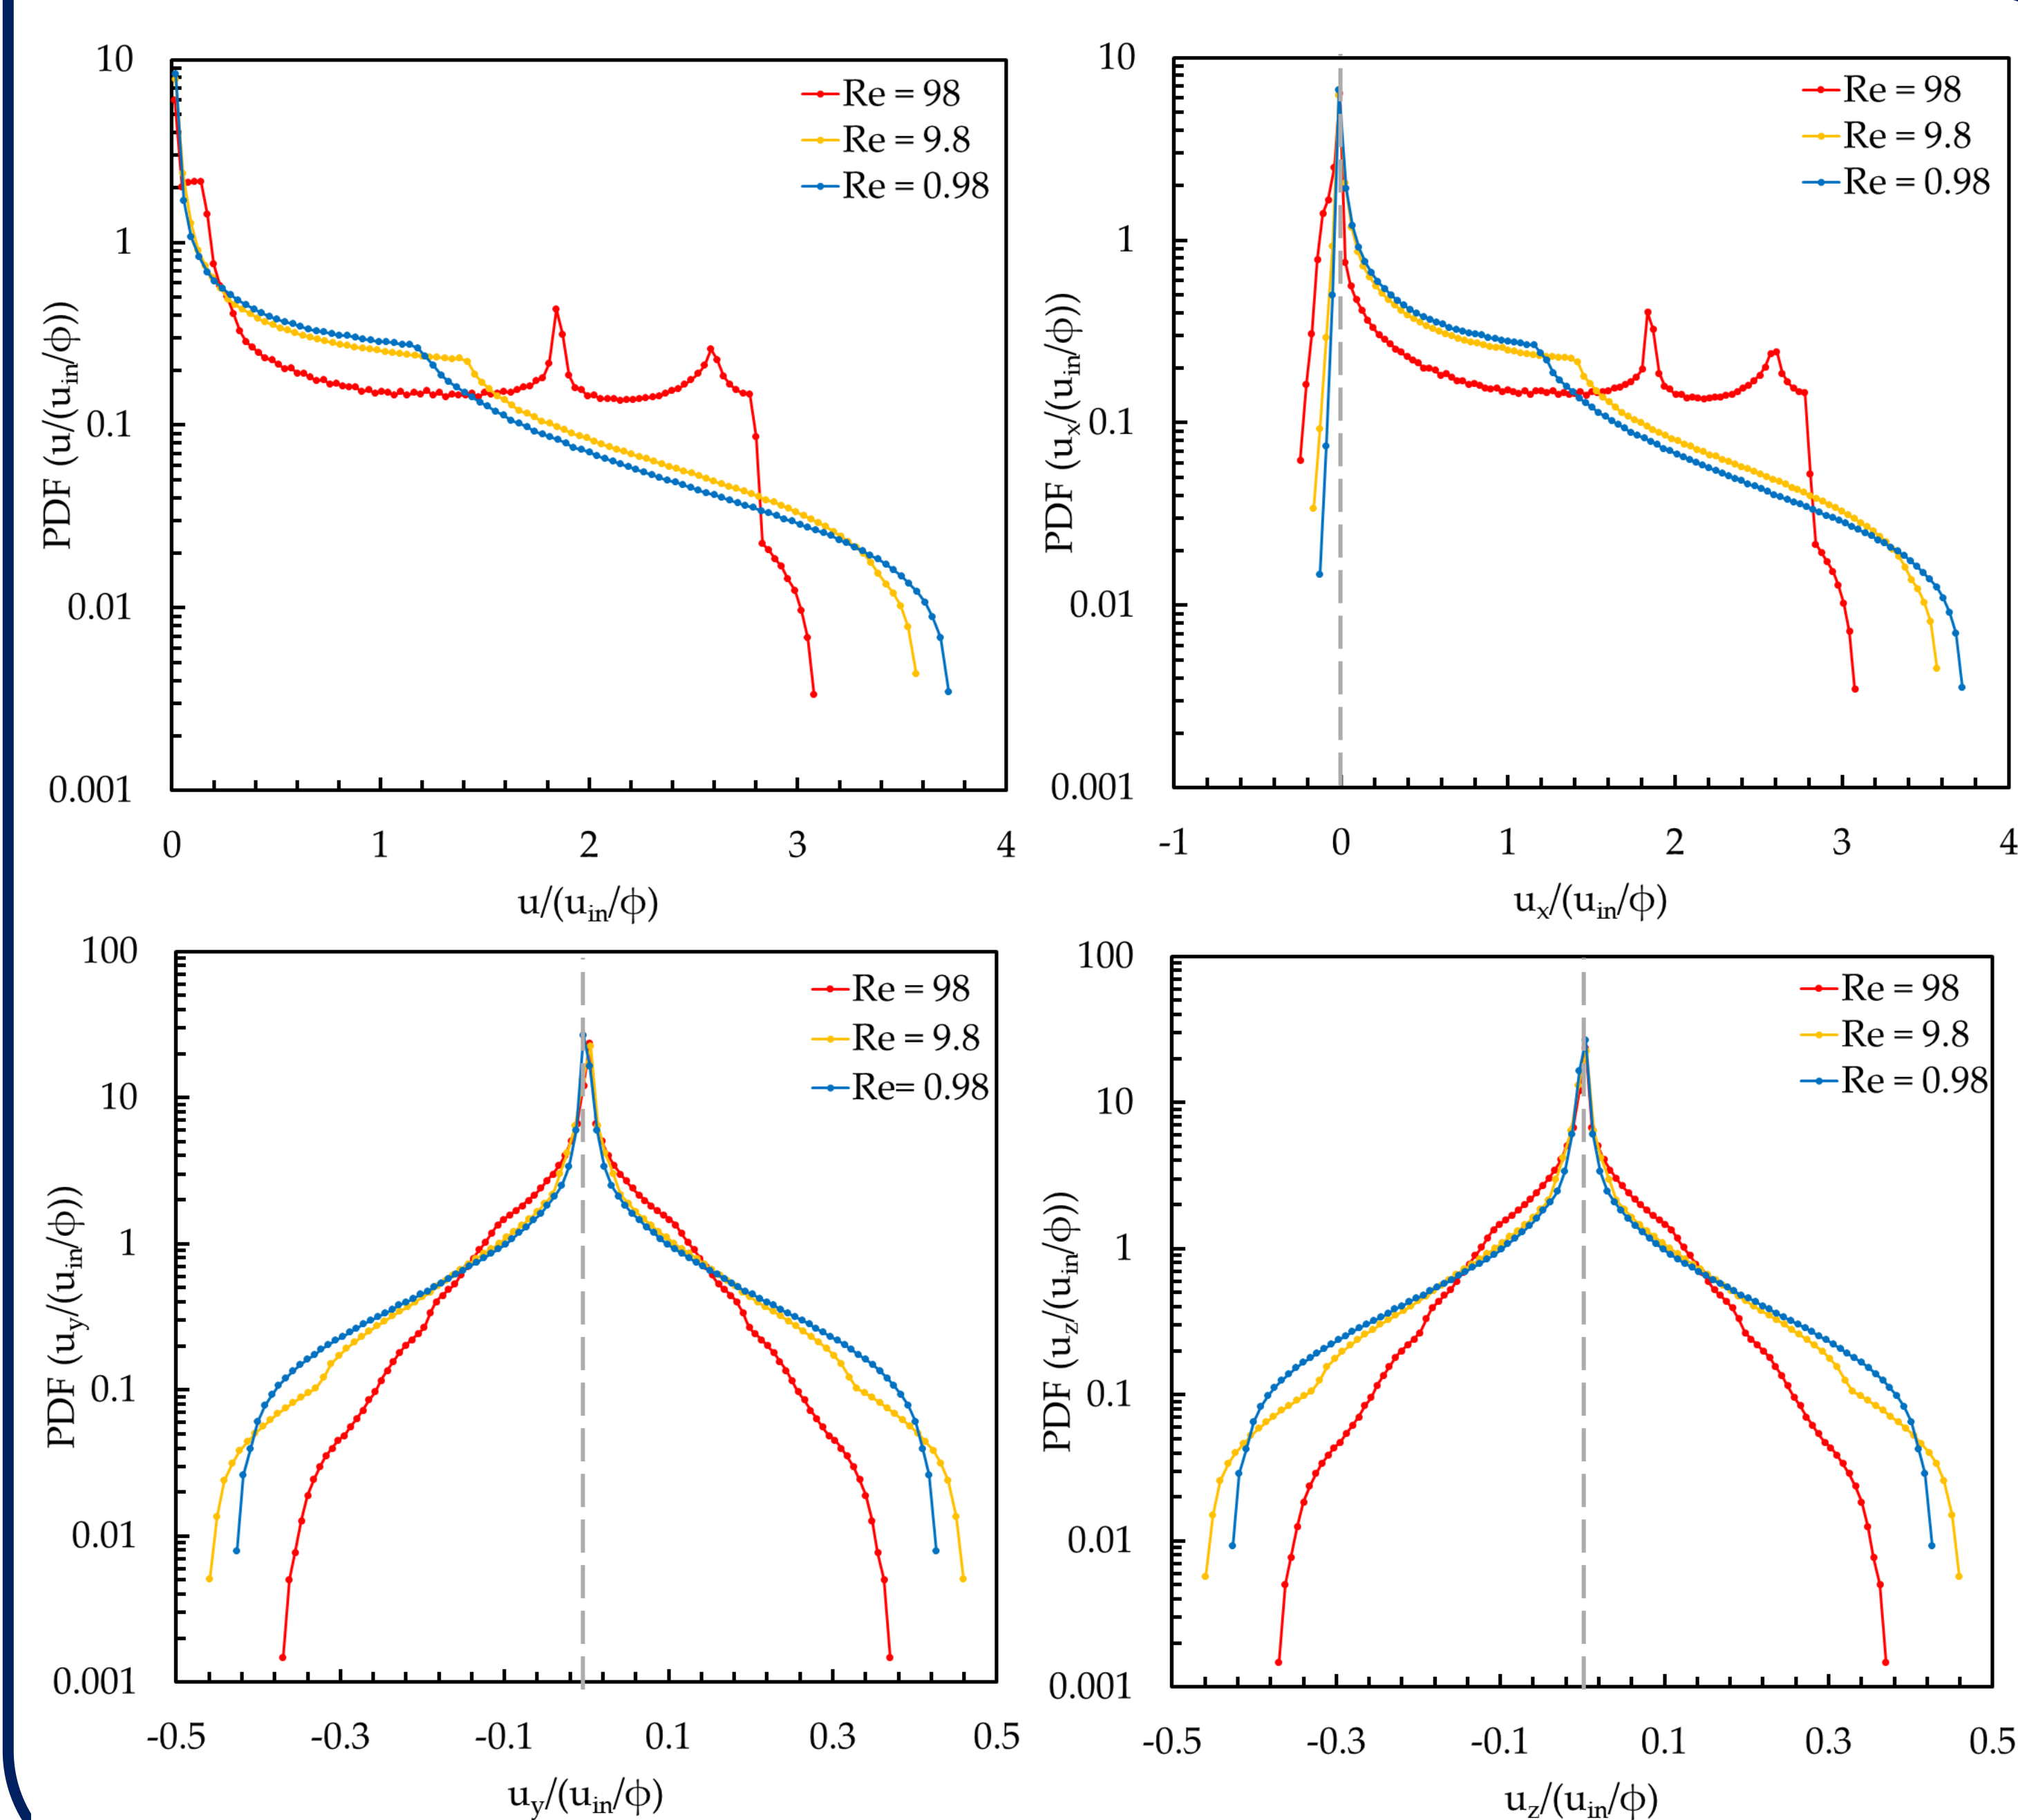 10
1
0.1
0.01
0.001
PDF (u/(u_in/ϕ))
Re = 98
Re = 9.8
Re = 0.98
0 1 2 3 4
u/(u_in/ϕ)
10
1
0.1
0.01
0.001
PDF (u_x/(u_in/ϕ))
Re = 98
Re = 9.8
Re = 0.98
-1 0 1 2 3 4
u_x/(u_in/ϕ)
100
10
1
0.1
0.01
0.001
PDF (u_y/(u_in/ϕ))
Re = 98
Re = 9.8
Re= 0.98
-0.5 -0.3 -0.1 0.1 0.3 0.5
u_y/(u_in/ϕ)
100
10
1
0.1
0.01
0.001
PDF (u_z/(u_in/ϕ))
Re = 98
Re = 9.8
Re = 0.98
-0.5 -0.3 -0.1 0.1 0.3 0.5
u_z/(u_in/ϕ)